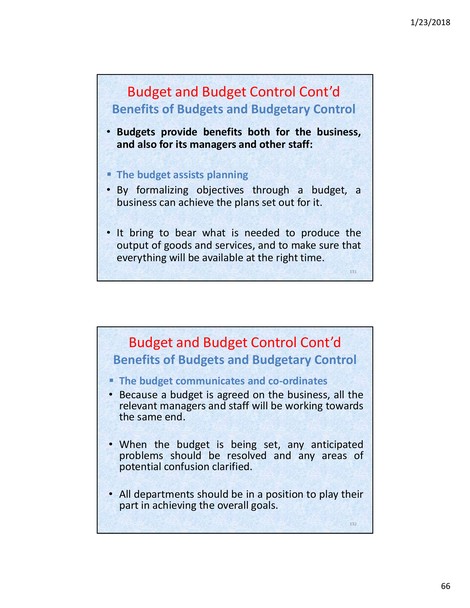 1/23/2018
Budget and Budget Control Cont’d
Benefits of Budgets and Budgetary Control
• Budgets provide benefits both for the business,
and also for its managers and other staff:
▪ The budget assists planning
• By formalizing objectives through a budget, a
business can achieve the plans set out for it.
• It bring to bear what is needed to produce the
output of goods and services, and to make sure that
everything will be available at the right time.
Budget and Budget Control Cont’d
Benefits of Budgets and Budgetary Control
▪ The budget communicates and co-ordinates
• Because a budget is agreed on the business, all the
relevant managers and staff will be working towards
the same end.
• When the budget is being set, any anticipated
problems should be resolved and any areas of
potential confusion clarified.
• All departments should be in a position to play their
part in achieving the overall goals.
66